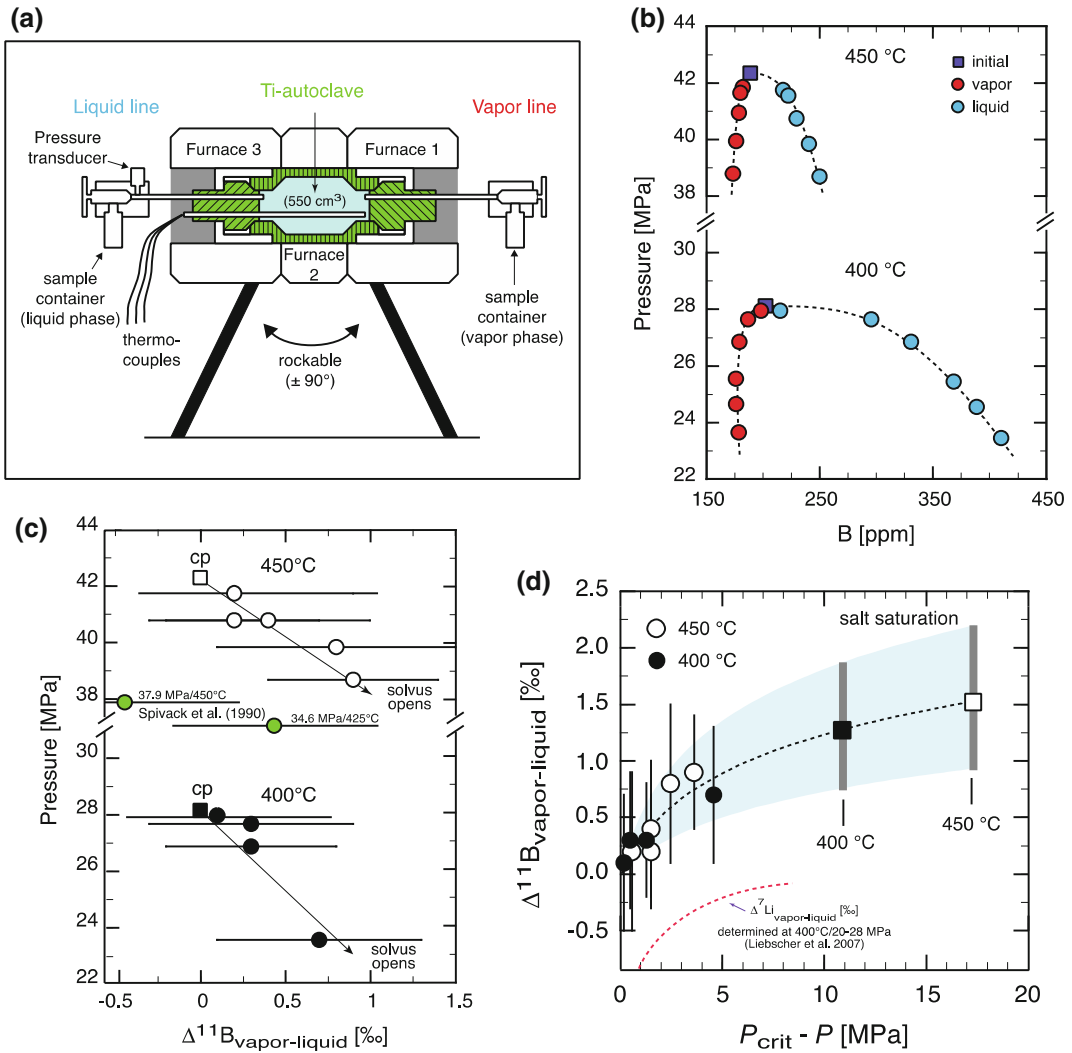 (a)
Liquid line
Ti-autoclave
Vapor line
Pressure
transducer
Furnace 3
Furnace 1
(550 cm³)
Furnace
2
sample
container
(liquid phase)
thermo-
couples
rockable
(± 90°)
sample
container
(vapor phase)
(b)
450 °C
initial
vapor
liquid
400 °C
44
42
40
38
28
26
24
22
Pressure [MPa]
150
250
350
450
B [ppm]
(c)
44
42
40
38
30
28
26
24
22
Pressure [MPa]
cp
450°C
solvus
opens
37.9 MPa/450°C
Spivack et al. (1990)
34.6 MPa/425°C
cp
400°C
solvus
opens
-0.5
0
0.5
1
1.5
Δ¹¹B vapor-liquid [‰]
(d)
2.5
2.0
1.5
1.0
0.5
0.0
-0.5
Δ¹¹B vapor-liquid [‰]
450 °C
400 °C
salt saturation
400 °C
450 °C
Δ⁷Li vapor-liquid [‰]
determined at 400°C/20-28 MPa
(Liebscher et al. 2007)
0
5
10
15
20
P crit - P [MPa]